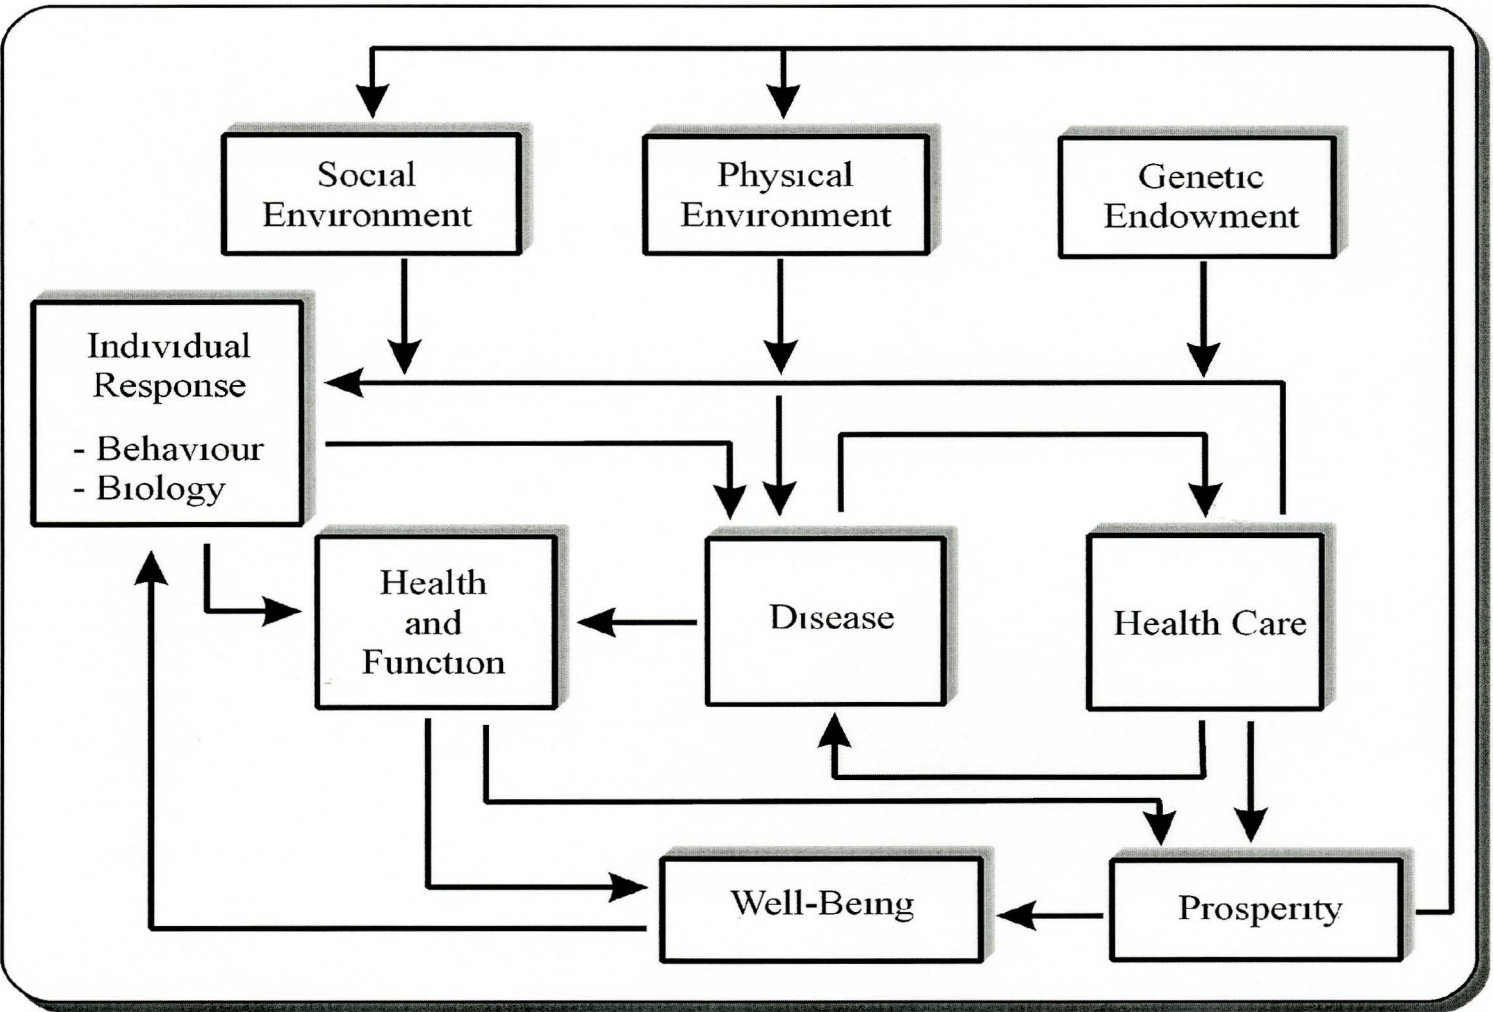 Social
Environment
Physical
Environment
Genetic
Endowment
Individual
Response
- Behaviour
- Biology
Health
and
Function
Disease
Health Care
Well-Being
Prosperity